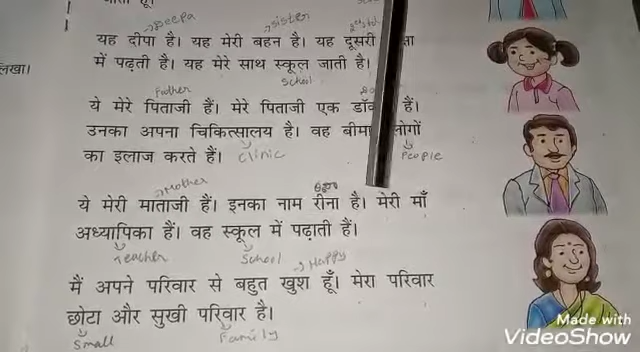 हूँ।
Deepa
sister
यह दीपा है। यह मेरी बहन है। यह दूसरी
लिखा।
में पढ़ती है। यह मेरे साथ स्कूल जाती है।
Father
School
ये मेरे पिताजी हैं। मेरे पिताजी एक हैं।
उनका अपना चिकित्सालय है। वह लोगों
का इलाज करते हैं। Clinic People
Mother
ये मेरी माताजी हैं। इनका नाम रीना है। मेरी माँ
अध्यापिका हैं। वह स्कूल में पढ़ाती हैं।
Teacher School Happy
मैं अपने परिवार से बहुत खुश हूँ। मेरा परिवार
छोटा और सुखी परिवार है।
Small Family
Made with
VideoShow